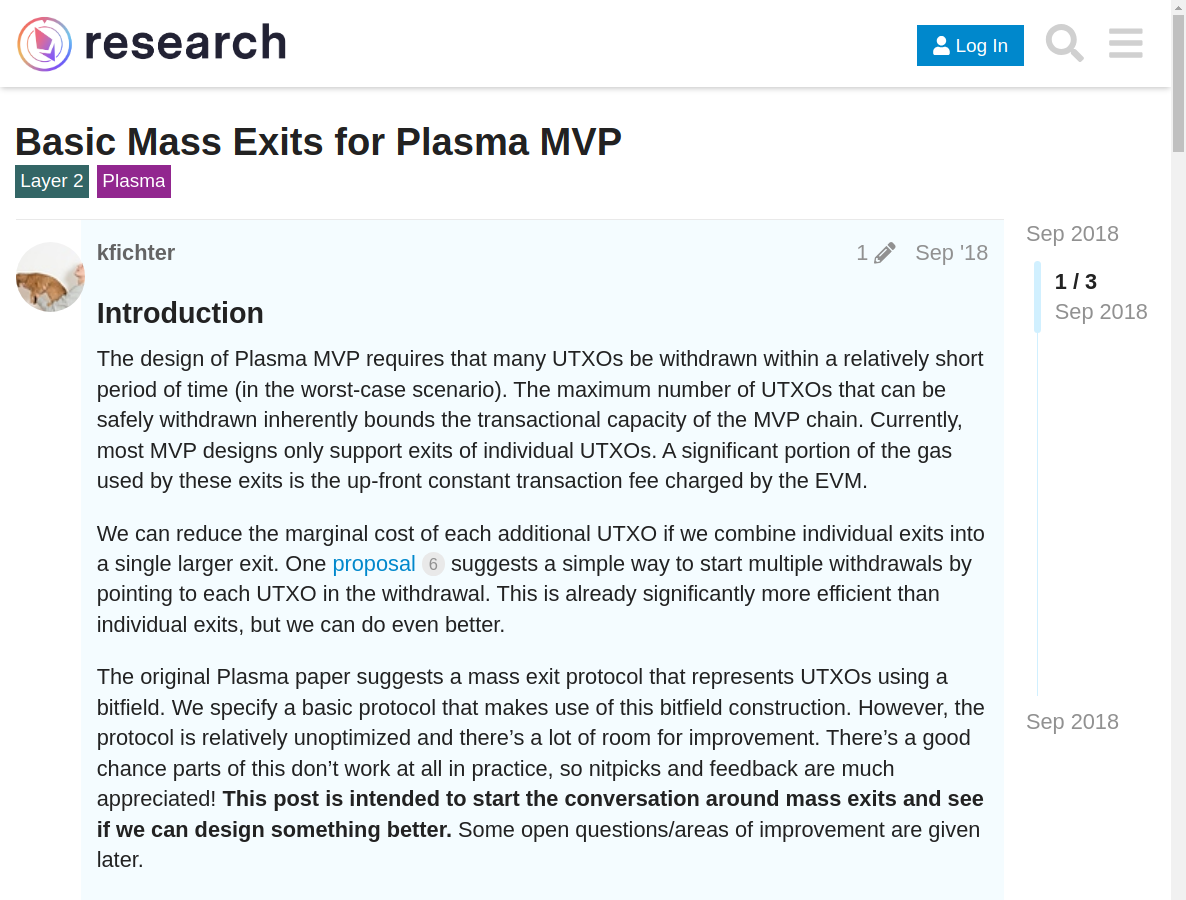 research
Log In
Basic Mass Exits for Plasma MVP
Layer 2 Plasma
Sep 2018
kfichter 1 Sep '18
1 / 3
Sep 2018
Introduction
The design of Plasma MVP requires that many UTXOs be withdrawn within a relatively short
period of time (in the worst-case scenario). The maximum number of UTXOs that can be
safely withdrawn inherently bounds the transactional capacity of the MVP chain. Currently,
most MVP designs only support exits of individual UTXOs. A significant portion of the gas
used by these exits is the up-front constant transaction fee charged by the EVM.
We can reduce the marginal cost of each additional UTXO if we combine individual exits into
a single larger exit. One proposal 6 suggests a simple way to start multiple withdrawals by
pointing to each UTXO in the withdrawal. This is already significantly more efficient than
individual exits, but we can do even better.
The original Plasma paper suggests a mass exit protocol that represents UTXOs using a
bitfield. We specify a basic protocol that makes use of this bitfield construction. However, the
protocol is relatively unoptimized and there’s a lot of room for improvement. There’s a good
chance parts of this don’t work at all in practice, so nitpicks and feedback are much
appreciated! This post is intended to start the conversation around mass exits and see
if we can design something better. Some open questions/areas of improvement are given
later.
Sep 2018